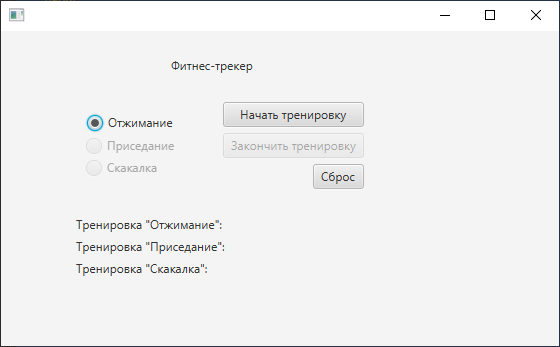 Фитнес-трекер
Отжимание
Начать тренировку
Приседание
Закончить тренировку
Скакалка
Сброс
Тренировка "Отжимание":
Тренировка "Приседание":
Тренировка "Скакалка":